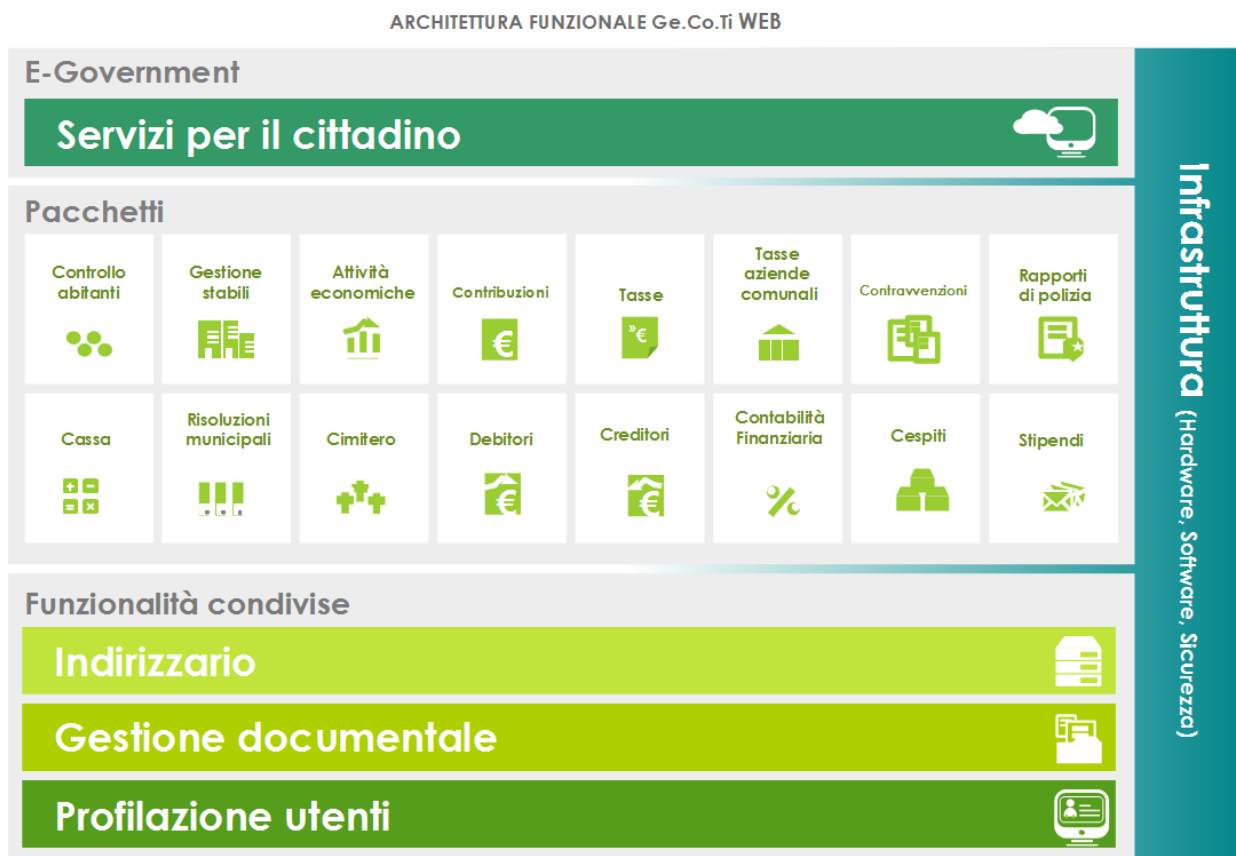 ARCHITETTURA FUNZIONALE Ge.Co.Ti WEB
E-Government
Servizi per il cittadino
Pacchetti
Controllo
abitanti
Gestione
stabili
Attività
economiche
Contribuzioni
Tasse
Tasse
aziende
comunali
Contravvenzioni
Rapporti
di polizia
Cassa
Risoluzioni
municipali
Cimitero
Debitori
Creditori
Contabilità
Finanziaria
Cespiti
Stipendi
Funzionalità condivise
Indirizzario
Gestione documentale
Profilazione utenti
Infrastruttura (Hardware, Software, Sicurezza)